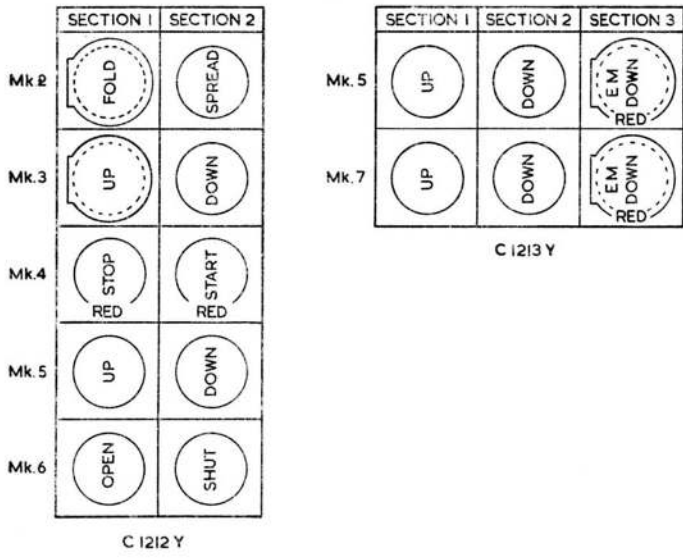 SECTION 1 SECTION 2
Mk.2 FOLD SPREAD
Mk.3 UP DOWN
Mk.4 STOP START
RED RED
Mk.5 UP DOWN
Mk.6 OPEN SHUT
C 1212 Y
SECTION 1 SECTION 2 SECTION 3
Mk.5 UP DOWN EM DOWN
RED
Mk.7 UP DOWN EM DOWN
RED
C 1213 Y